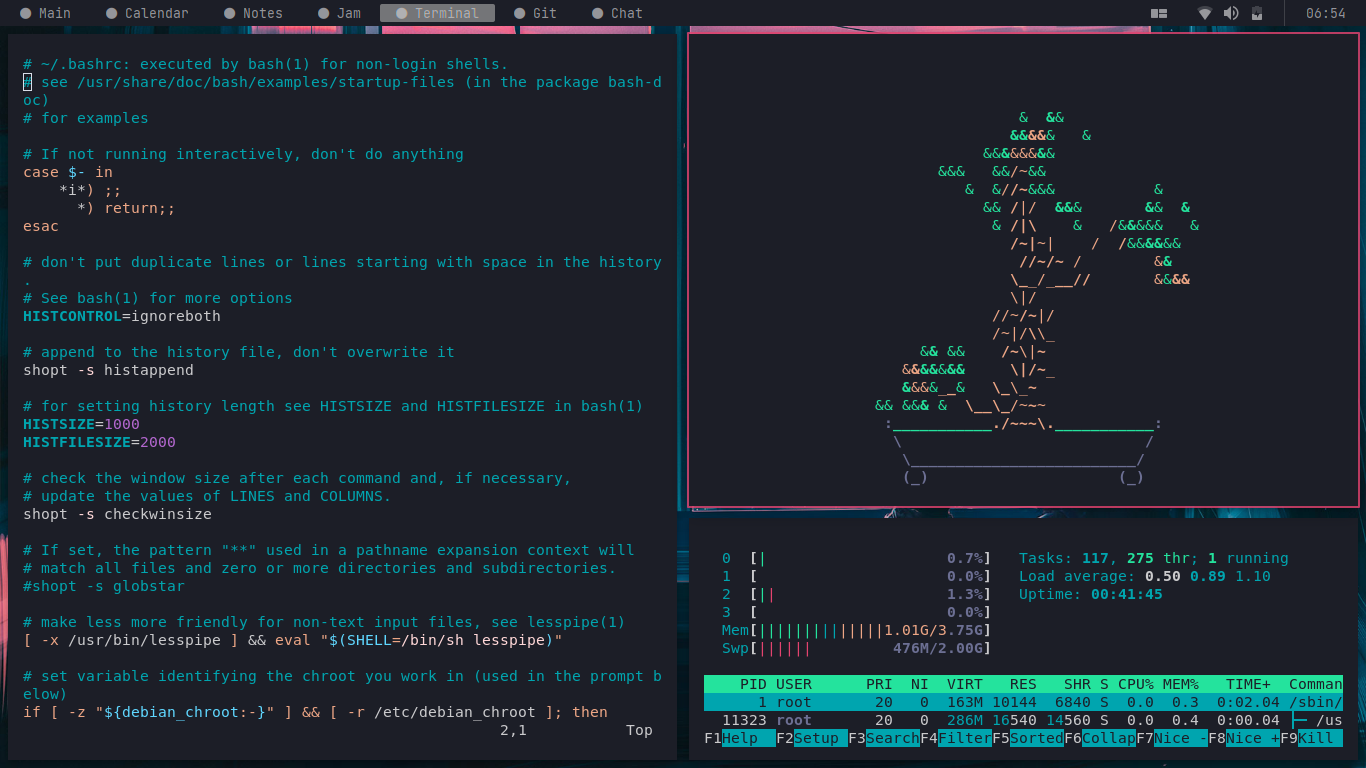 Main Calendar Notes Jam Terminal Git Chat 06:54
# ~/.bashrc: executed by bash(1) for non-login shells.
# see /usr/share/doc/bash/examples/startup-files (in the package bash-d
oc)
# for examples
# If not running interactively, don't do anything
case $- in
    *i*) ;;
      *) return;;
esac
# don't put duplicate lines or lines starting with space in the history
.
# See bash(1) for more options
HISTCONTROL=ignoreboth
# append to the history file, don't overwrite it
shopt -s histappend
# for setting history length see HISTSIZE and HISTFILESIZE in bash(1)
HISTSIZE=1000
HISTFILESIZE=2000
# check the window size after each command and, if necessary,
# update the values of LINES and COLUMNS.
shopt -s checkwinsize
# If set, the pattern "**" used in a pathname expansion context will
# match all files and zero or more directories and subdirectories.
#shopt -s globstar
# make less more friendly for non-text input files, see lesspipe(1)
[ -x /usr/bin/lesspipe ] && eval "$(SHELL=/bin/sh lesspipe)"
# set variable identifying the chroot you work in (used in the prompt b
elow)
if [ -z "${debian_chroot:-}" ] && [ -r /etc/debian_chroot ]; then
2,1 Top
0 [| 0.7%] Tasks: 117, 275 thr; 1 running
1 [ 0.0%] Load average: 0.50 0.89 1.10
2 [|| 1.3%] Uptime: 00:41:45
3 [ 0.0%]
Mem[||||||||||||||1.01G/3.75G]
Swp[|||||| 476M/2.00G]
PID USER PRI NI VIRT RES SHR S CPU% MEM% TIME+ Comman
1 root 20 0 163M 10144 6840 S 0.0 0.3 0:02.04 /sbin/
11323 root 20 0 286M 16540 14560 S 0.0 0.4 0:00.04 ├─ /us
F1Help F2Setup F3SearchF4FilterF5SortedF6CollapF7Nice -F8Nice +F9Kill